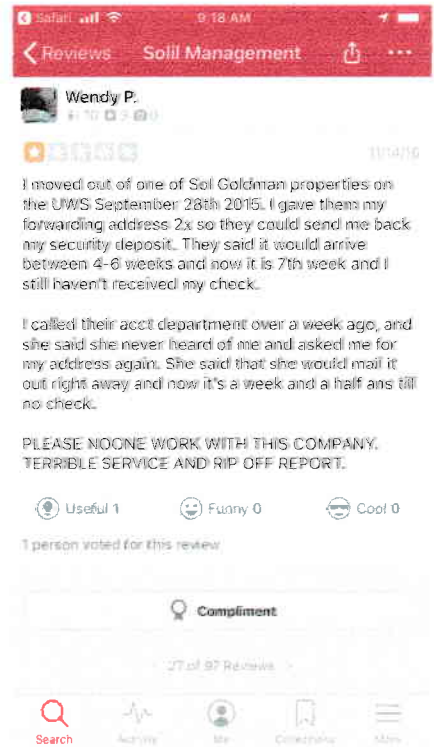 Safari 9:18 AM
Reviews Solil Management
Wendy P.
11/14/16
I moved out of one of Sol Goldman properties on
the UWS September 28th 2015. I gave them my
forwarding address 2x so they could send me back
my security deposit. They said it would arrive
between 4-6 weeks and now it is 7th week and I
still haven't received my check.
I called their acct department over a week ago, and
she said she never heard of me and asked me for
my address again. She said that she would mail it
out right away and now it's a week and a half ans till
no check.
PLEASE NOONE WORK WITH THIS COMPANY.
TERRIBLE SERVICE AND RIP OFF REPORT.
Useful 1 Funny 0 Cool 0
1 person voted for this review
Compliment
27 of 97 Reviews
Search Activity Me Collections More